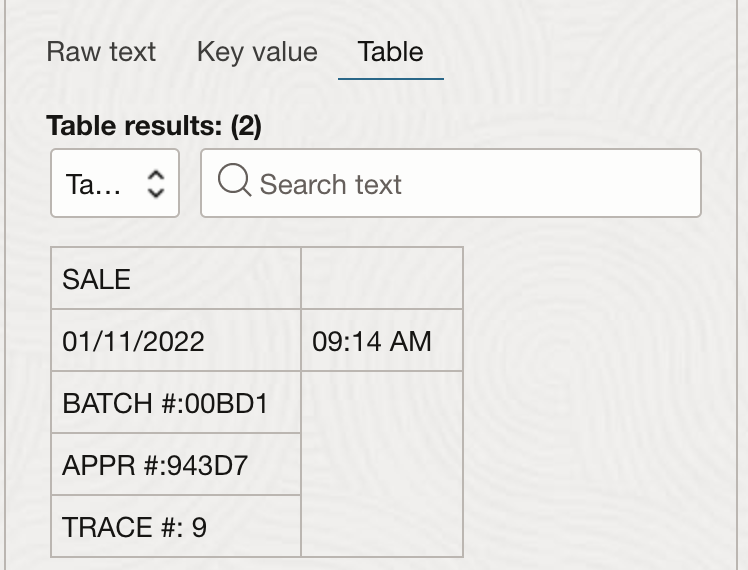 Raw text Key value Table
Table results: (2)
Ta... Search text
SALE
01/11/2022 09:14 AM
BATCH #:00BD1
APPR #:943D7
TRACE #: 9